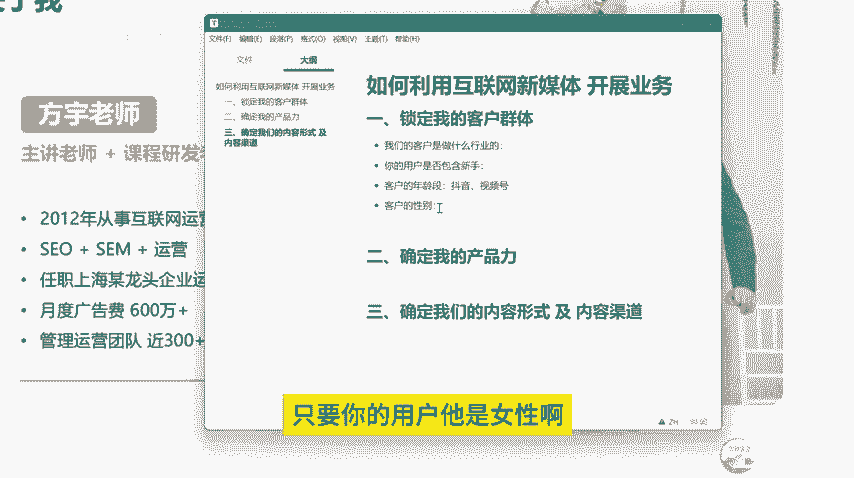 文件(F) 编辑(E) 段落(P) 格式(O) 视图(V) 主题(T) 帮助(H)
文件 大纲
如何利用互联网新媒体 开展业务
一、锁定我的客户群体
二、确定我的产品力
三、确定我们的内容形式 及
内容渠道
如何利用互联网新媒体 开展业务
一、锁定我的客户群体
• 我们的客户是做什么行业的:
• 你的用户是否包含新手:
• 客户的年龄段: 抖音、视频号
• 客户的性别:
二、确定我的产品力
三、确定我们的内容形式 及 内容渠道
方宇老师
主讲老师 + 课程研发
• 2012年从事互联网运
• SEO + SEM + 运营
• 任职上海某龙头企业运
• 月度广告费 600万+
• 管理运营团队 近300+
只要你的用户他是女性啊